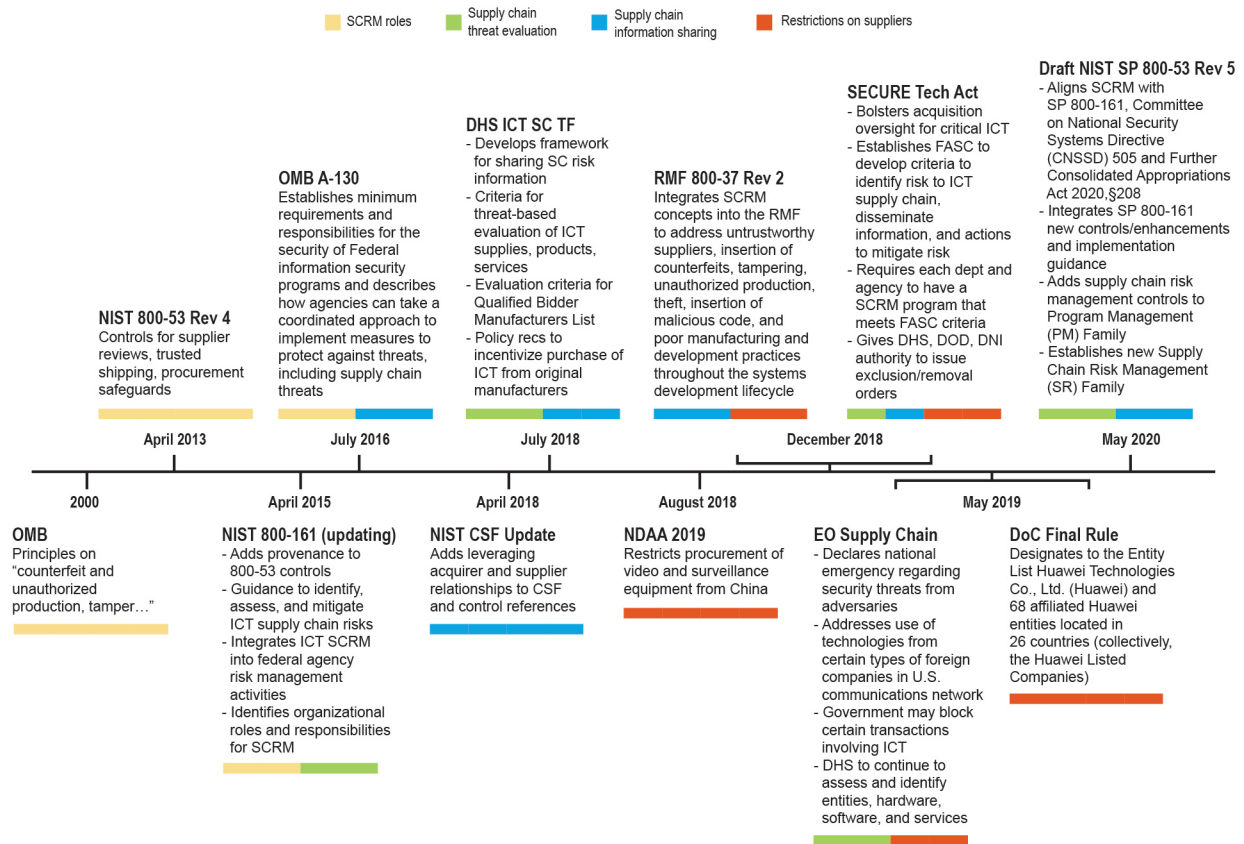 SCRM roles
Supply chain
threat evaluation
Supply chain
information sharing
Restrictions on suppliers
NIST 800-53 Rev 4
Controls for supplier
reviews, trusted
shipping, procurement
safeguards
OMB A-130
Establishes minimum
requirements and
responsibilities for
the security of Federal
information security
programs and describes
how agencies can take a
coordinated approach to
implement measures to
protect against threats,
including supply chain
threats
DHS ICT SC TF
- Develops framework
for sharing SC risk
information
- Criteria for
threat-based
evaluation of ICT
supplies, products,
services
- Evaluation criteria for
Qualified Bidder
Manufacturers List
- Policy recs to
incentivize purchase of
ICT from original
manufacturers
RMF 800-37 Rev 2
Integrates SCRM
concepts into the RMF
to address untrustworthy
suppliers, insertion of
counterfeits, tampering,
unauthorized production,
theft, insertion of
malicious code, and
poor manufacturing and
development practices
throughout the systems
development lifecycle
SECURE Tech Act
- Bolsters acquisition
oversight for critical ICT
- Establishes FASC to
develop criteria to
identify risk to ICT
supply chain,
disseminate
information, and actions
to mitigate risk
- Requires each dept and
agency to have a
SCRM program that
meets FASC criteria
- Gives DHS, DOD, DNI
authority to issue
exclusion/removal
orders
Draft NIST SP 800-53 Rev 5
- Aligns SCRM with
SP 800-161, Committee
on National Security
Systems Directive
(CNSSD) 505 and Further
Consolidated Appropriations
Act 2020,§208
- Integrates SP 800-161
new controls/enhancements
and implementation
guidance
- Adds supply chain risk
management controls to
Program Management
(PM) Family
- Establishes new Supply
Chain Risk Management
(SR) Family
April 2013
July 2016
July 2018
December 2018
May 2020
2000
April 2015
April 2018
August 2018
May 2019
OMB
Principles on
“counterfeit and
unauthorized
production, tamper…”
NIST 800-161 (updating)
- Adds provenance to
800-53 controls
- Guidance to identify,
assess, and mitigate
ICT supply chain risks
- Integrates ICT SCRM
into federal agency
risk management
activities
- Identifies organizational
roles and responsibilities
for SCRM
NIST CSF Update
Adds leveraging
acquirer and supplier
relationships to CSF
and control references
NDAA 2019
Restricts procurement of
video and surveillance
equipment from China
EO Supply Chain
- Declares national
emergency regarding
security threats from
adversaries
- Addresses use of
technologies from
certain types of foreign
companies in U.S.
communications network
- Government may block
certain transactions
involving ICT
- DHS to continue to
assess and identify
entities, hardware,
software, and services
DoC Final Rule
Designates to the Entity
List Huawei Technologies
Co., Ltd. (Huawei) and
68 affiliated Huawei
entities located in
26 countries (collectively,
the Huawei Listed
Companies)